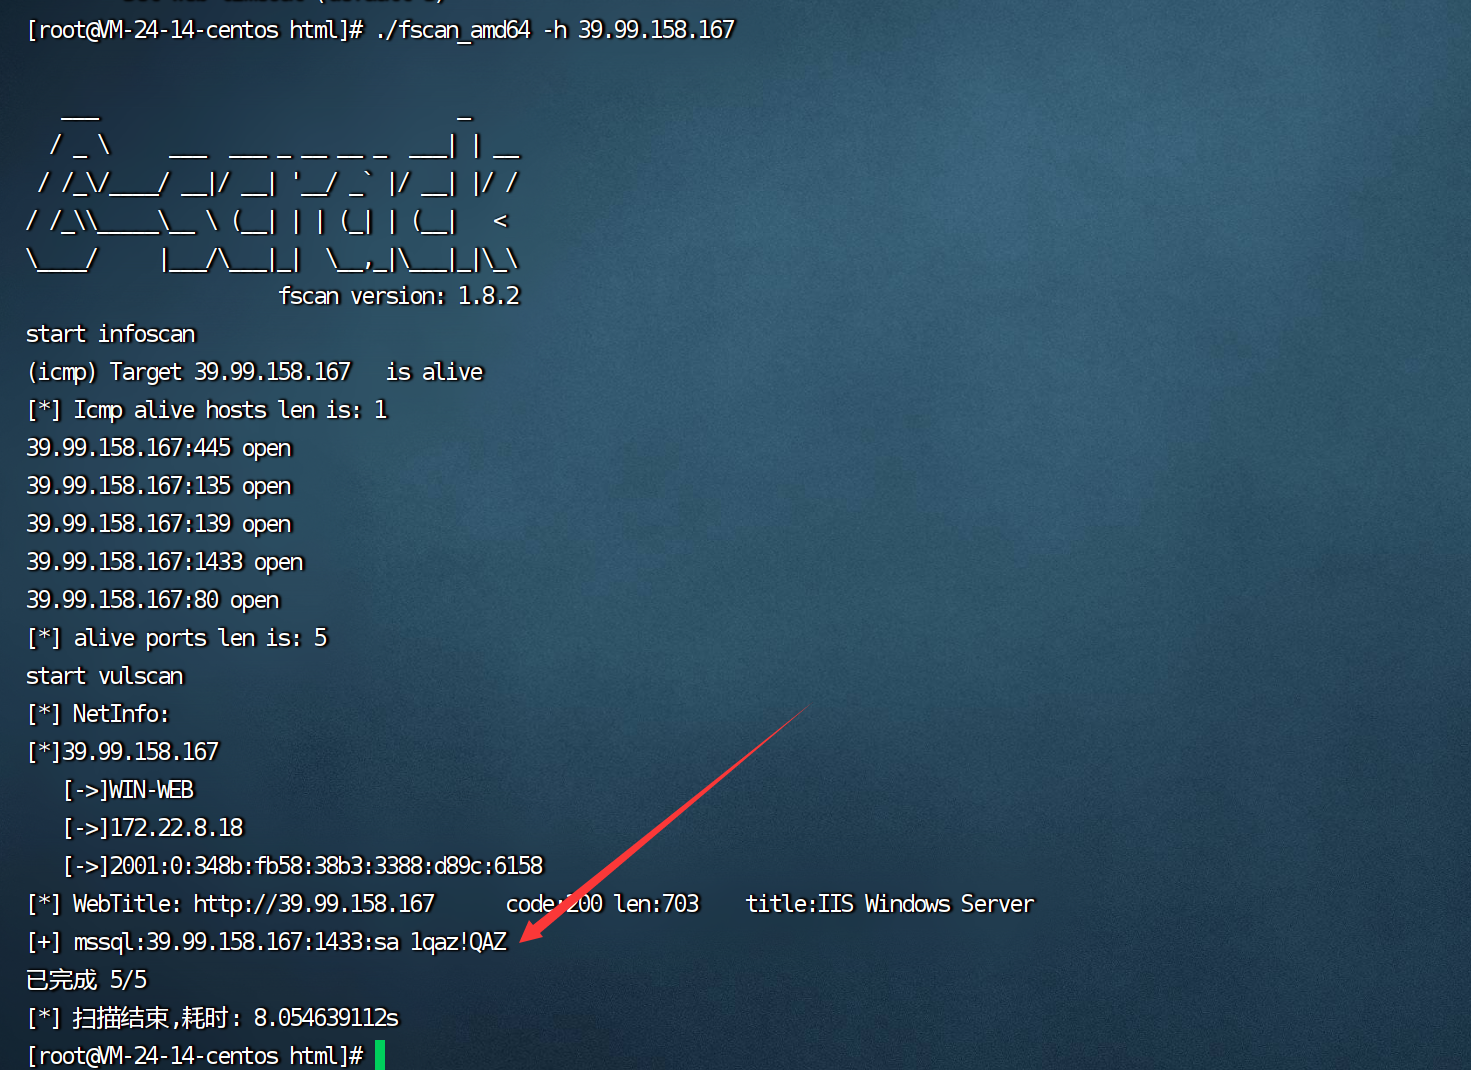 [root@VM-24-14-centos html]# ./fscan_amd64 -h 39.99.158.167
   ___                              _
  / _ \     ___  ___ _ __ __ _  ___| | __
 / /_\/____/ __|/ __| '__/ _` |/ __| |/ /
/ /_\\_____\__ \ (__| | | (_| | (__|   <
\____/     |___/\___|_|  \__,_|\___|_|\_\
                     fscan version: 1.8.2
start infoscan
(icmp) Target 39.99.158.167   is alive
[*] Icmp alive hosts len is: 1
39.99.158.167:445 open
39.99.158.167:135 open
39.99.158.167:139 open
39.99.158.167:1433 open
39.99.158.167:80 open
[*] alive ports len is: 5
start vulscan
[*] NetInfo:
[*]39.99.158.167
   [->]WIN-WEB
   [->]172.22.8.18
   [->]2001:0:348b:fb58:38b3:3388:d89c:6158
[*] WebTitle: http://39.99.158.167      code:200 len:703    title:IIS Windows Server
[+] mssql:39.99.158.167:1433:sa 1qaz!QAZ
已完成 5/5
[*] 扫描结束,耗时: 8.054639112s
[root@VM-24-14-centos html]#